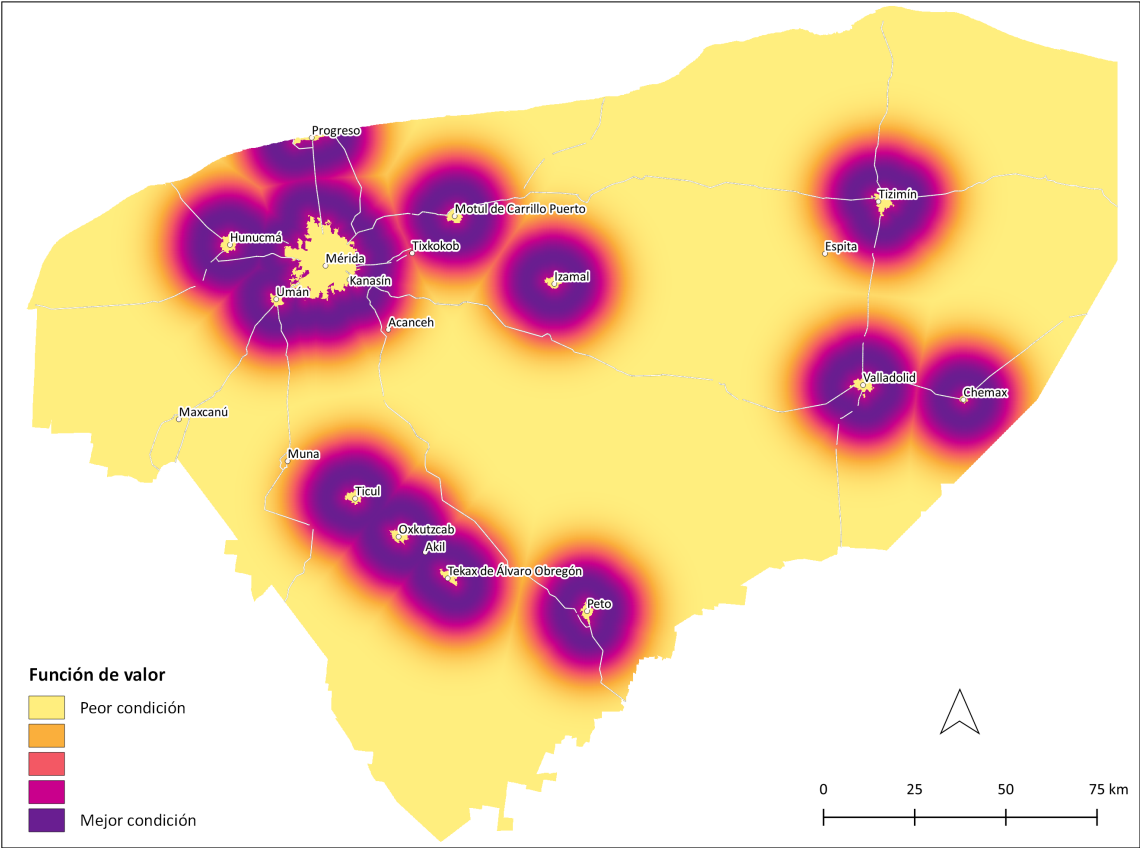 Progreso
Tizimín
Motul de Carrillo Puerto
Hunucmá
Tixkokob
Espita
Mérida
Izamal
Kanasín
Umán
Acanceh
Valladolid
Chemax
Maxcanú
Muna
Ticul
Oxkutzcab
Akil
Tekax de Álvaro Obregón
Peto
Función de valor
Peor condición
Mejor condición
0 25 50 75 km